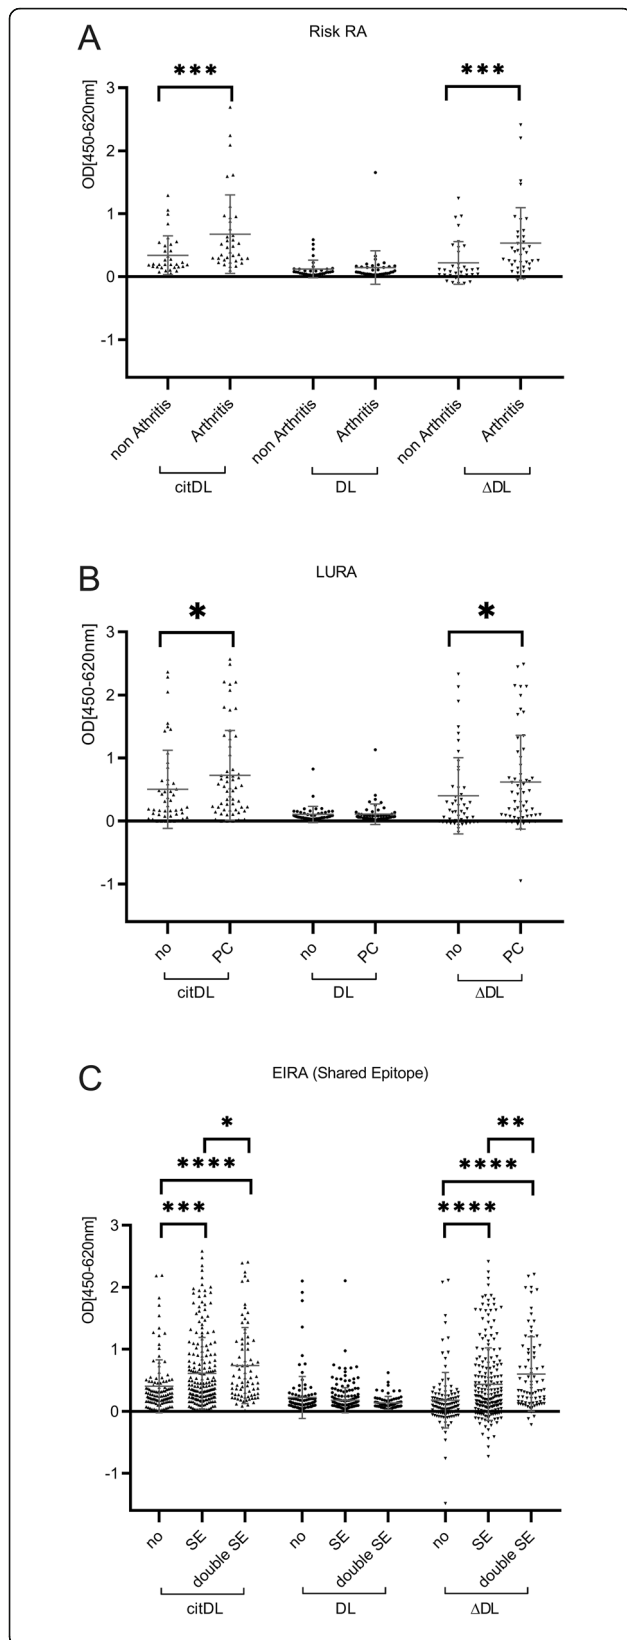 A
Risk RA
*** ***
OD[450-620nm]
3
2
1
0
-1
non Athritis Arthritis non Arthritis Arthritis non Arthritis Arthritis
citDL DL ΔDL
B
LURA
* *
OD[450-620nm]
3
2
1
0
-1
no PC no PC no PC
citDL DL ΔDL
C
EIRA (Shared Epitope)
* **
**** ****
*** ****
OD[450-620nm]
3
2
1
0
-1
no SE double SE no SE double SE no SE double SE
citDL DL ΔDL